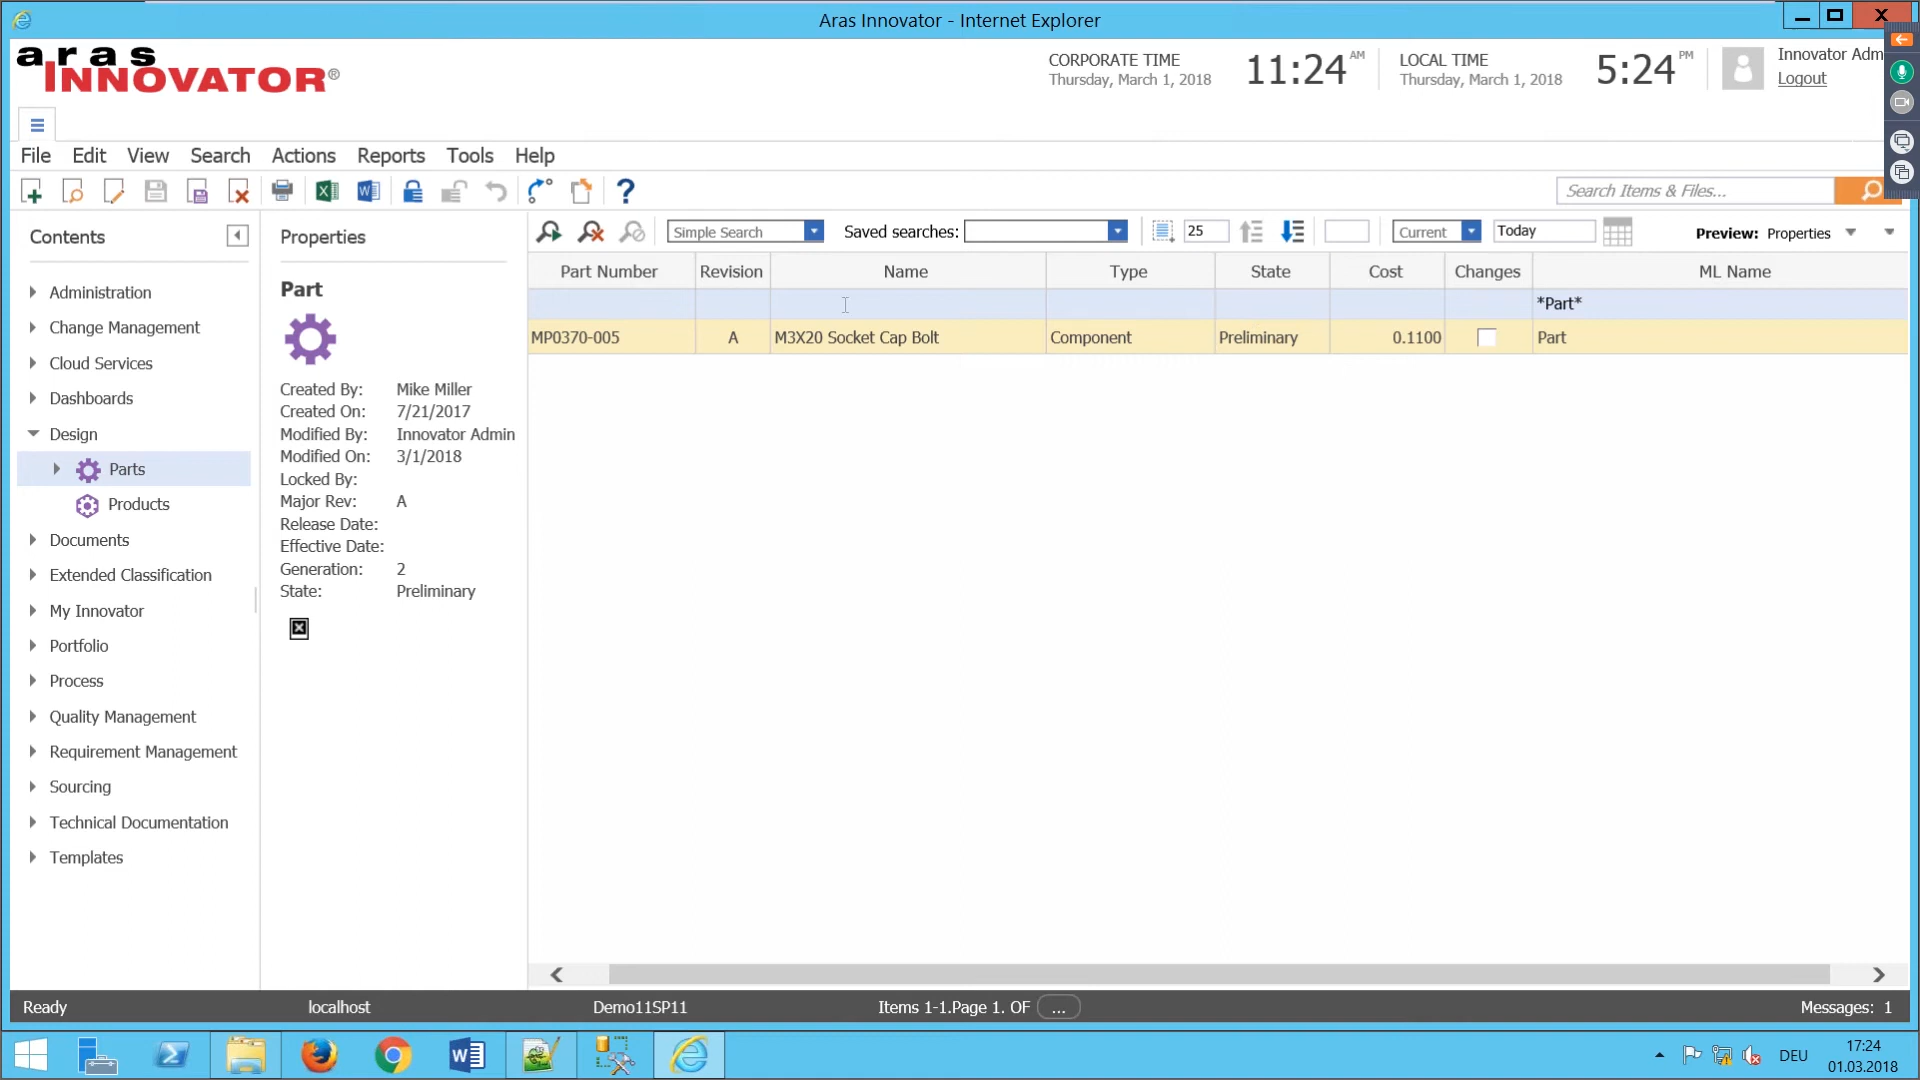 Aras Innovator - Internet Explorer
aras
INNOVATOR®
CORPORATE TIME
Thursday, March 1, 2018
11:24 AM
LOCAL TIME
Thursday, March 1, 2018
5:24 PM
Innovator Adm
Logout
File Edit View Search Actions Reports Tools Help
Search Items & Files...
Contents
Administration
Change Management
Cloud Services
Dashboards
Design
Parts
Products
Documents
Extended Classification
My Innovator
Portfolio
Process
Quality Management
Requirement Management
Sourcing
Technical Documentation
Templates
Properties
Part
Created By: Mike Miller
Created On: 7/21/2017
Modified By: Innovator Admin
Modified On: 3/1/2018
Locked By:
Major Rev: A
Release Date:
Effective Date:
Generation: 2
State: Preliminary
Simple Search Saved searches: 25 Current Today Preview: Properties
Part Number Revision Name Type State Cost Changes ML Name
*Part*
MP0370-005 A M3X20 Socket Cap Bolt Component Preliminary 0.1100 Part
Ready localhost Demo11SP11 Items 1-1.Page 1. OF ... Messages: 1
DEU
17:24
01.03.2018